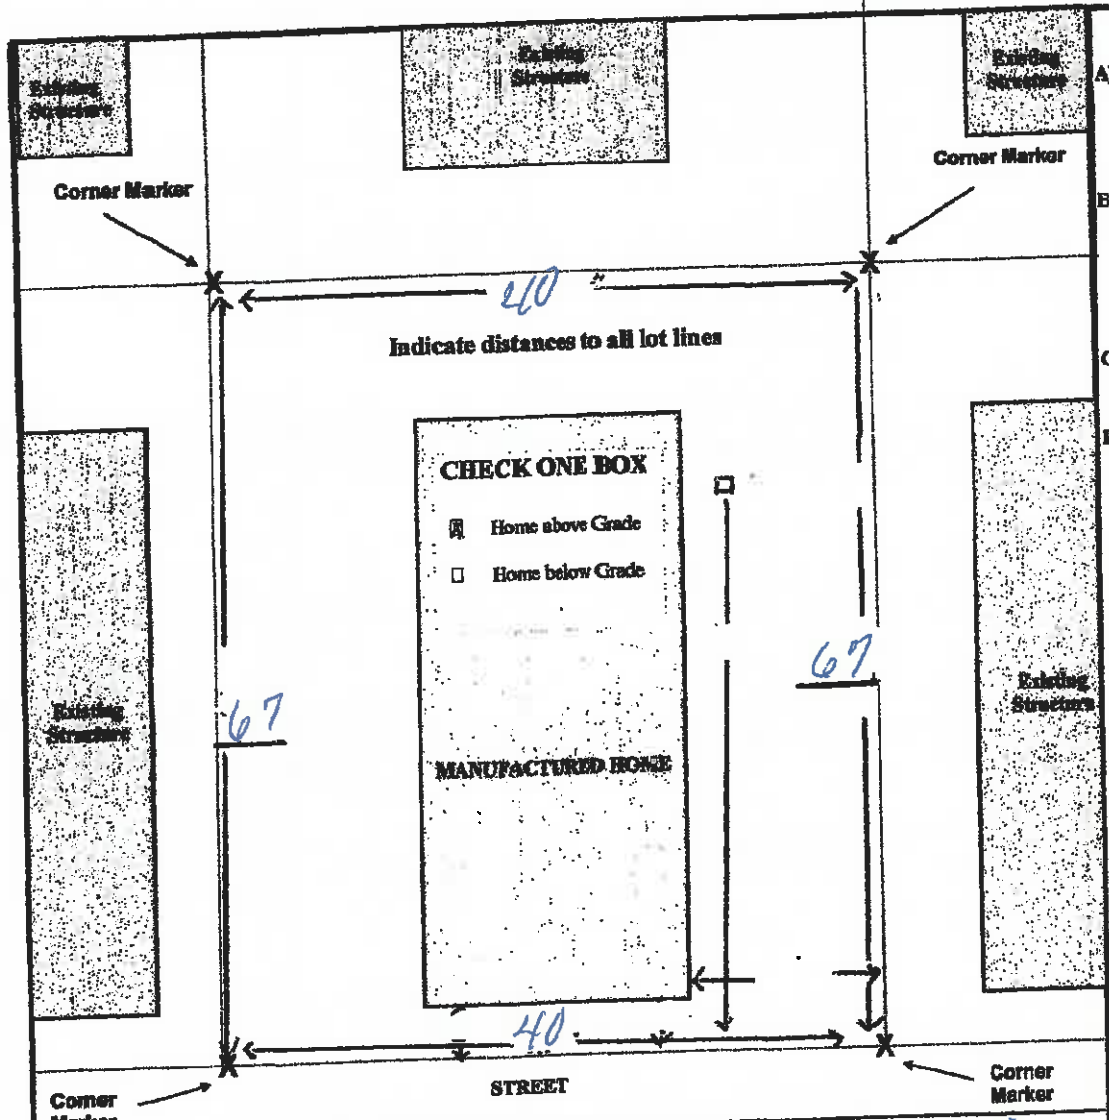 Existing
Structure
Existing
Structure
Existing
Structure
Corner Marker
Corner Marker
40
Indicate distances to all lot lines
CHECK ONE BOX
Home above Grade
Home below Grade
67
67
Existing
Structure
Existing
Structure
MANUFACTURED HOME
40
STREET
Corner
Marker
Corner
Marker